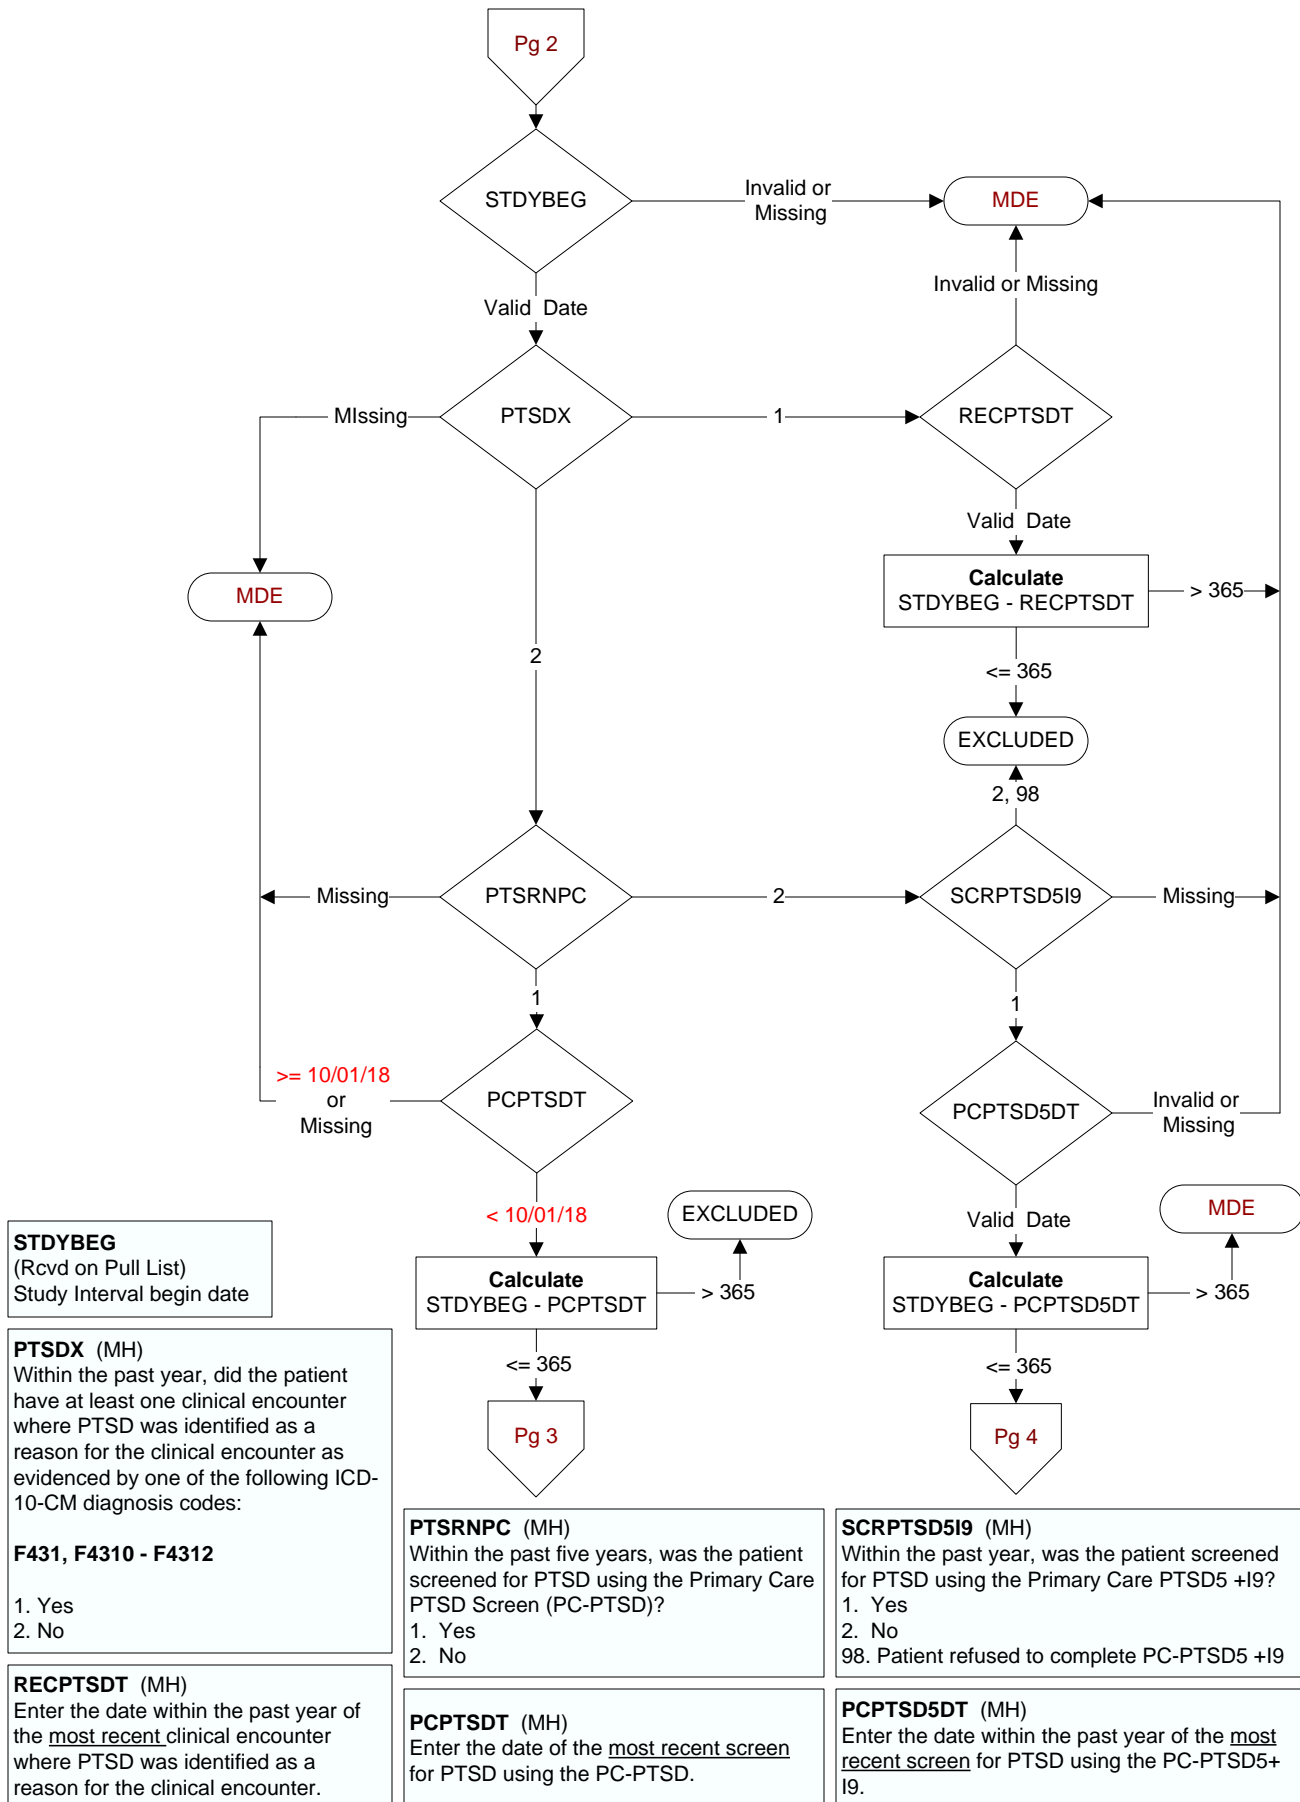 Pg 2
STDYBEG
Invalid or
Missing
MDE
Invalid or Missing
Valid Date
MIssing
PTSDX
1
RECPTSDT
Valid Date
MDE
Calculate
STDYBEG - RECPTSDT
> 365
2
<= 365
EXCLUDED
2, 98
Missing
PTSRNPC
2
SCRPTSD5I9
Missing
1
1
>= 10/01/18
or
Missing
PCPTSDT
PCPTSD5DT
Invalid or
Missing
< 10/01/18
EXCLUDED
Valid Date
MDE
Calculate
STDYBEG - PCPTSDT
> 365
Calculate
STDYBEG - PCPTSD5DT
> 365
<= 365
<= 365
Pg 3
Pg 4
STDYBEG
(Rcvd on Pull List)
Study Interval begin date
PTSDX (MH)
Within the past year, did the patient
have at least one clinical encounter
where PTSD was identified as a
reason for the clinical encounter as
evidenced by one of the following ICD-
10-CM diagnosis codes:
F431, F4310 - F4312
1. Yes
2. No
RECPTSDT (MH)
Enter the date within the past year of
the most recent clinical encounter
where PTSD was identified as a
reason for the clinical encounter.
PTSRNPC (MH)
Within the past five years, was the patient
screened for PTSD using the Primary Care
PTSD Screen (PC-PTSD)?
1. Yes
2. No
PCPTSDT (MH)
Enter the date of the most recent screen
for PTSD using the PC-PTSD.
SCRPTSD5I9 (MH)
Within the past year, was the patient screened
for PTSD using the Primary Care PTSD5 +I9?
1. Yes
2. No
98. Patient refused to complete PC-PTSD5 +I9
PCPTSD5DT (MH)
Enter the date within the past year of the most
recent screen for PTSD using the PC-PTSD5+
I9.